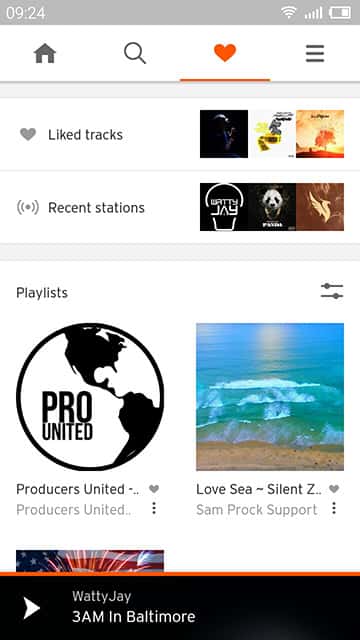 09:24
Liked tracks
Recent stations
WATTY
JAY
Playlists
PRO
UNITED
Producers United -..
Love Sea ~ Silent Z..
Producers United..
Sam Prock Support
WattyJay
3AM In Baltimore